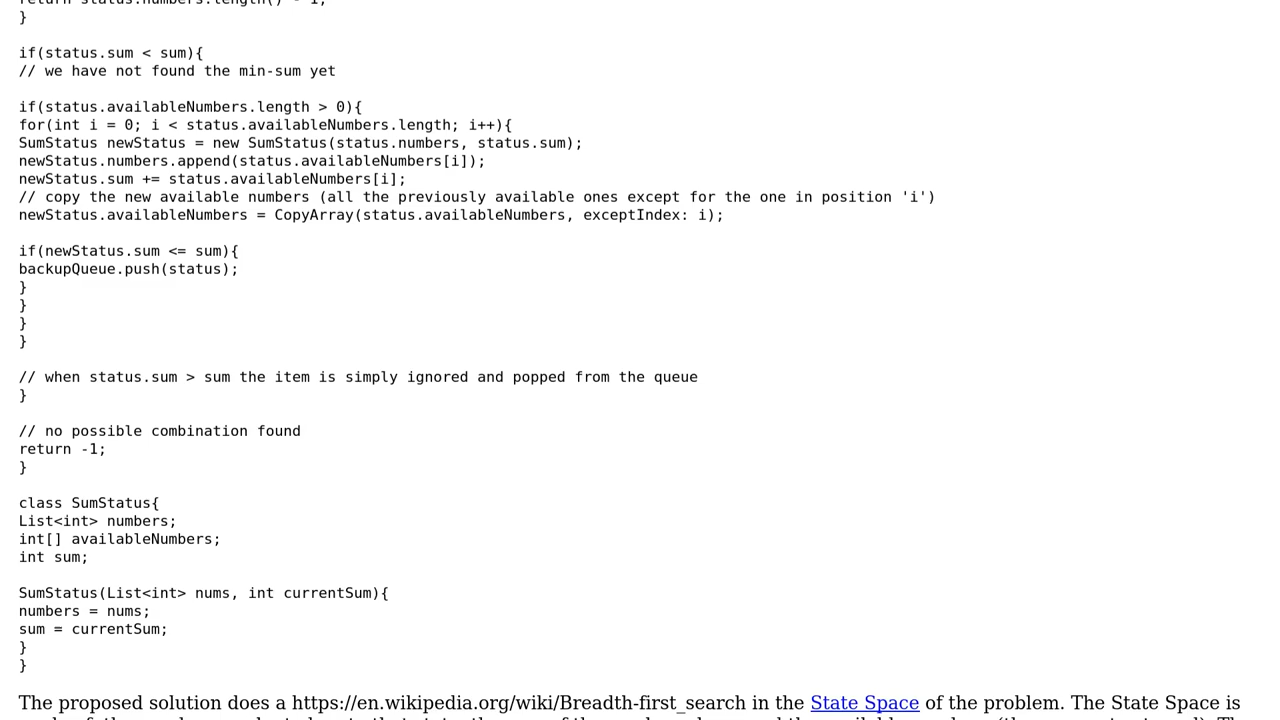 return status.numbers.length() - 1;
}
if(status.sum < sum){
// we have not found the min-sum yet
if(status.availableNumbers.length > 0){
for(int i = 0; i < status.availableNumbers.length; i++){
SumStatus newStatus = new SumStatus(status.numbers, status.sum);
newStatus.numbers.append(status.availableNumbers[i]);
newStatus.sum += status.availableNumbers[i];
// copy the new available numbers (all the previously available ones except for the one in position 'i')
newStatus.availableNumbers = CopyArray(status.availableNumbers, exceptIndex: i);
if(newStatus.sum <= sum){
backupQueue.push(status);
}
}
}
}
// when status.sum > sum the item is simply ignored and popped from the queue
}
// no possible combination found
return -1;
}
class SumStatus{
List<int> numbers;
int[] availableNumbers;
int sum;
SumStatus(List<int> nums, int currentSum){
numbers = nums;
sum = currentSum;
}
}
The proposed solution does a https://en.wikipedia.org/wiki/Breadth-first_search in the State Space of the problem. The State Space is